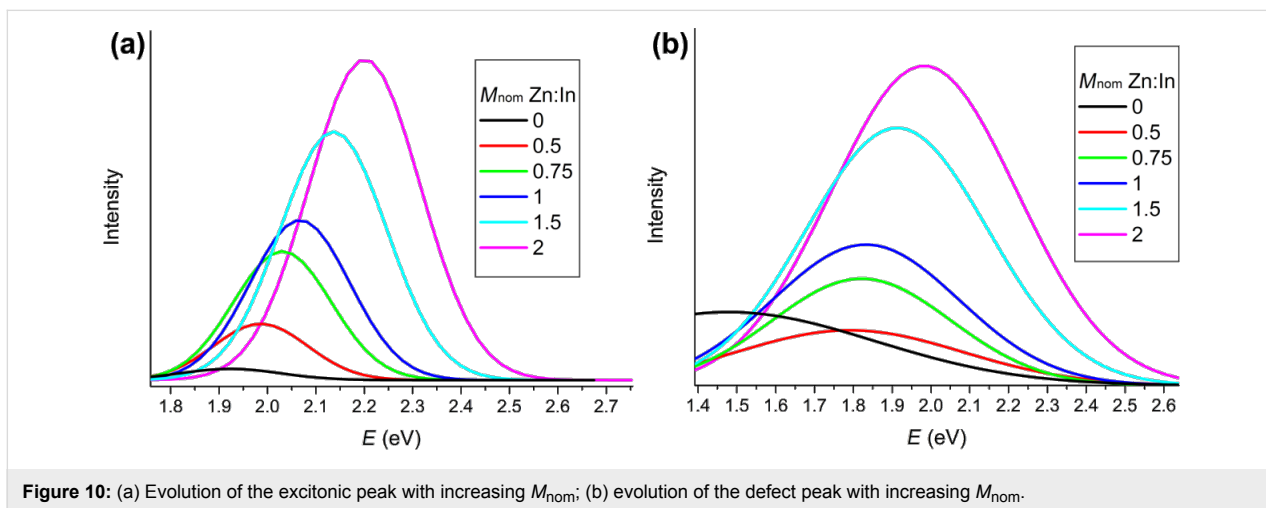 (a)
Intensity
M_nom Zn:In
0
0.5
0.75
1
1.5
2
1.8 1.9 2.0 2.1 2.2 2.3 2.4 2.5 2.6 2.7
E (eV)
(b)
Intensity
M_nom Zn:In
0
0.5
0.75
1
1.5
2
1.4 1.5 1.6 1.7 1.8 1.9 2.0 2.1 2.2 2.3 2.4 2.5 2.6
E (eV)
Figure 10: (a) Evolution of the excitonic peak with increasing M_nom; (b) evolution of the defect peak with increasing M_nom.